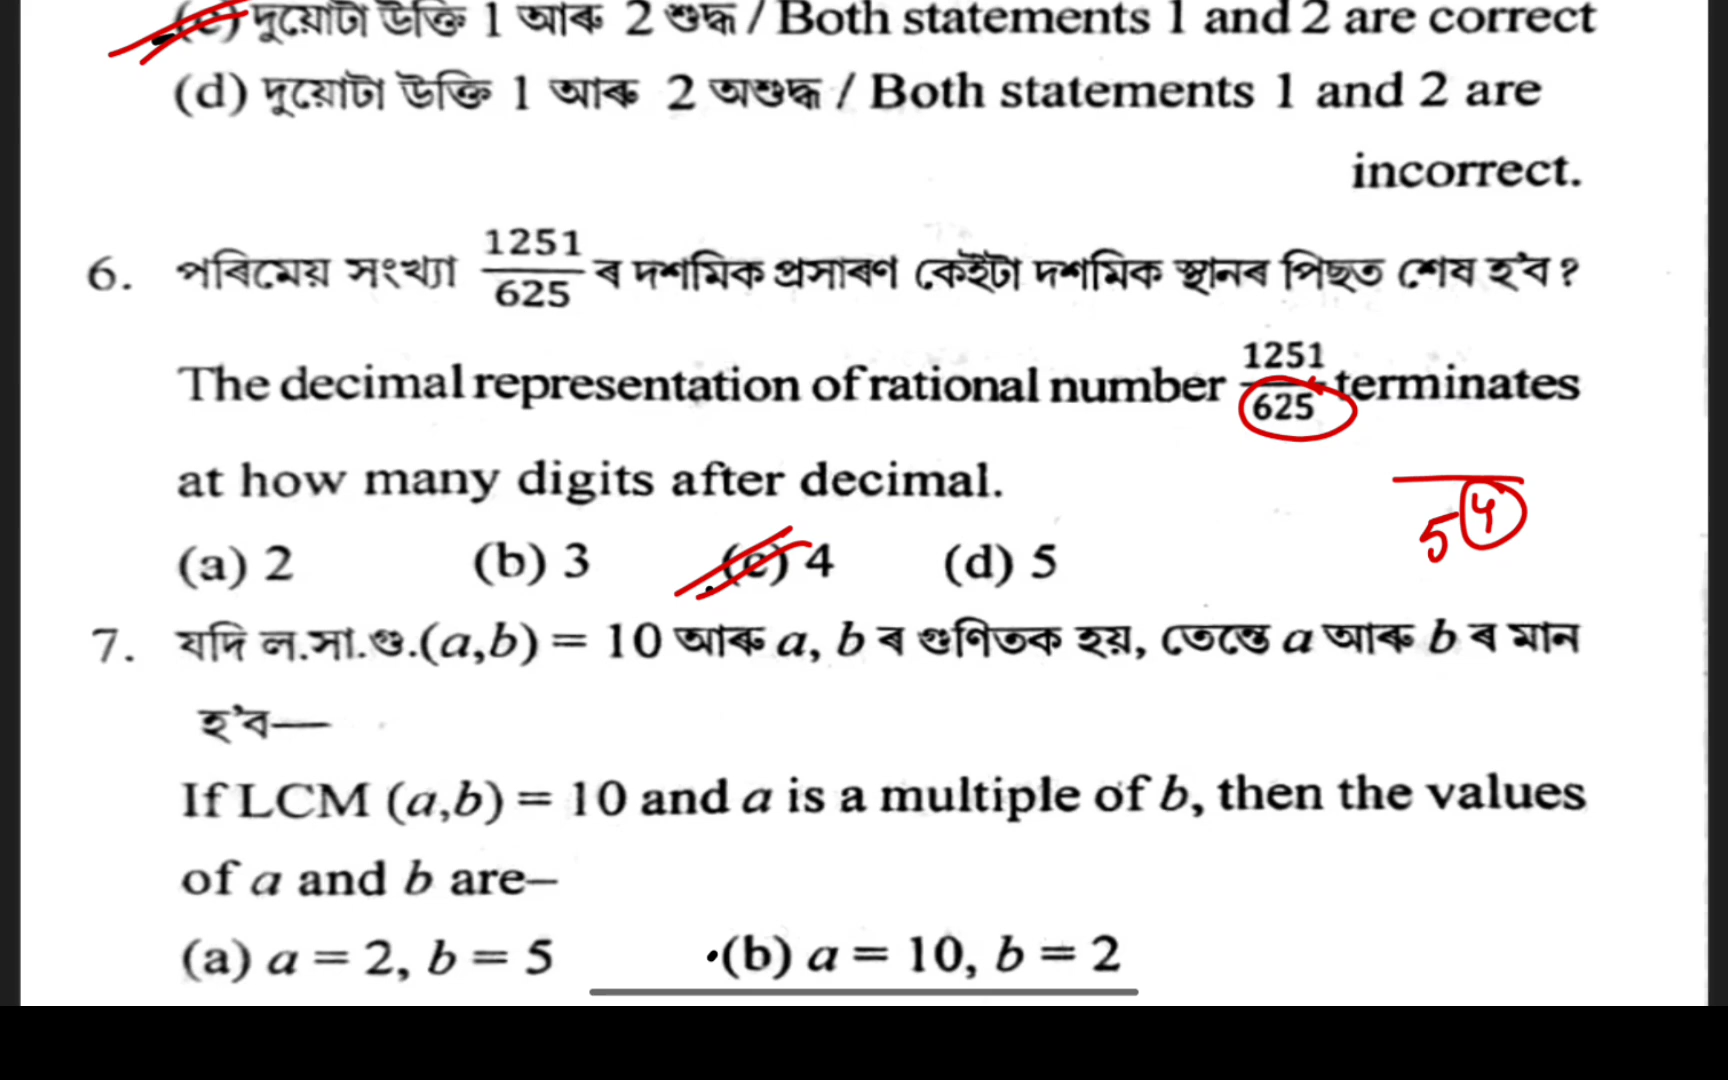 (c) দুয়োটা উক্তি 1 আৰু 2 শুদ্ধ / Both statements 1 and 2 are correct
(d) দুয়োটা উক্তি 1 আৰু 2 অশুদ্ধ / Both statements 1 and 2 are
incorrect.
6. পৰিমেয় সংখ্যা 1251/625 ৰ দশমিক প্ৰসাৰণ কেইটা দশমিক স্থানৰ পিছত শেষ হ'ব ?
The decimal representation of rational number 1251/625 terminates
at how many digits after decimal.
5 4
(a) 2 (b) 3 (c) 4 (d) 5
7. যদি ল.সা.গু.(a,b) = 10 আৰু a, b ৰ গুণিতক হয়, তেন্তে a আৰু b ৰ মান
হ'ব—
If LCM (a,b) = 10 and a is a multiple of b, then the values
of a and b are–
(a) a = 2, b = 5 (b) a = 10, b = 2